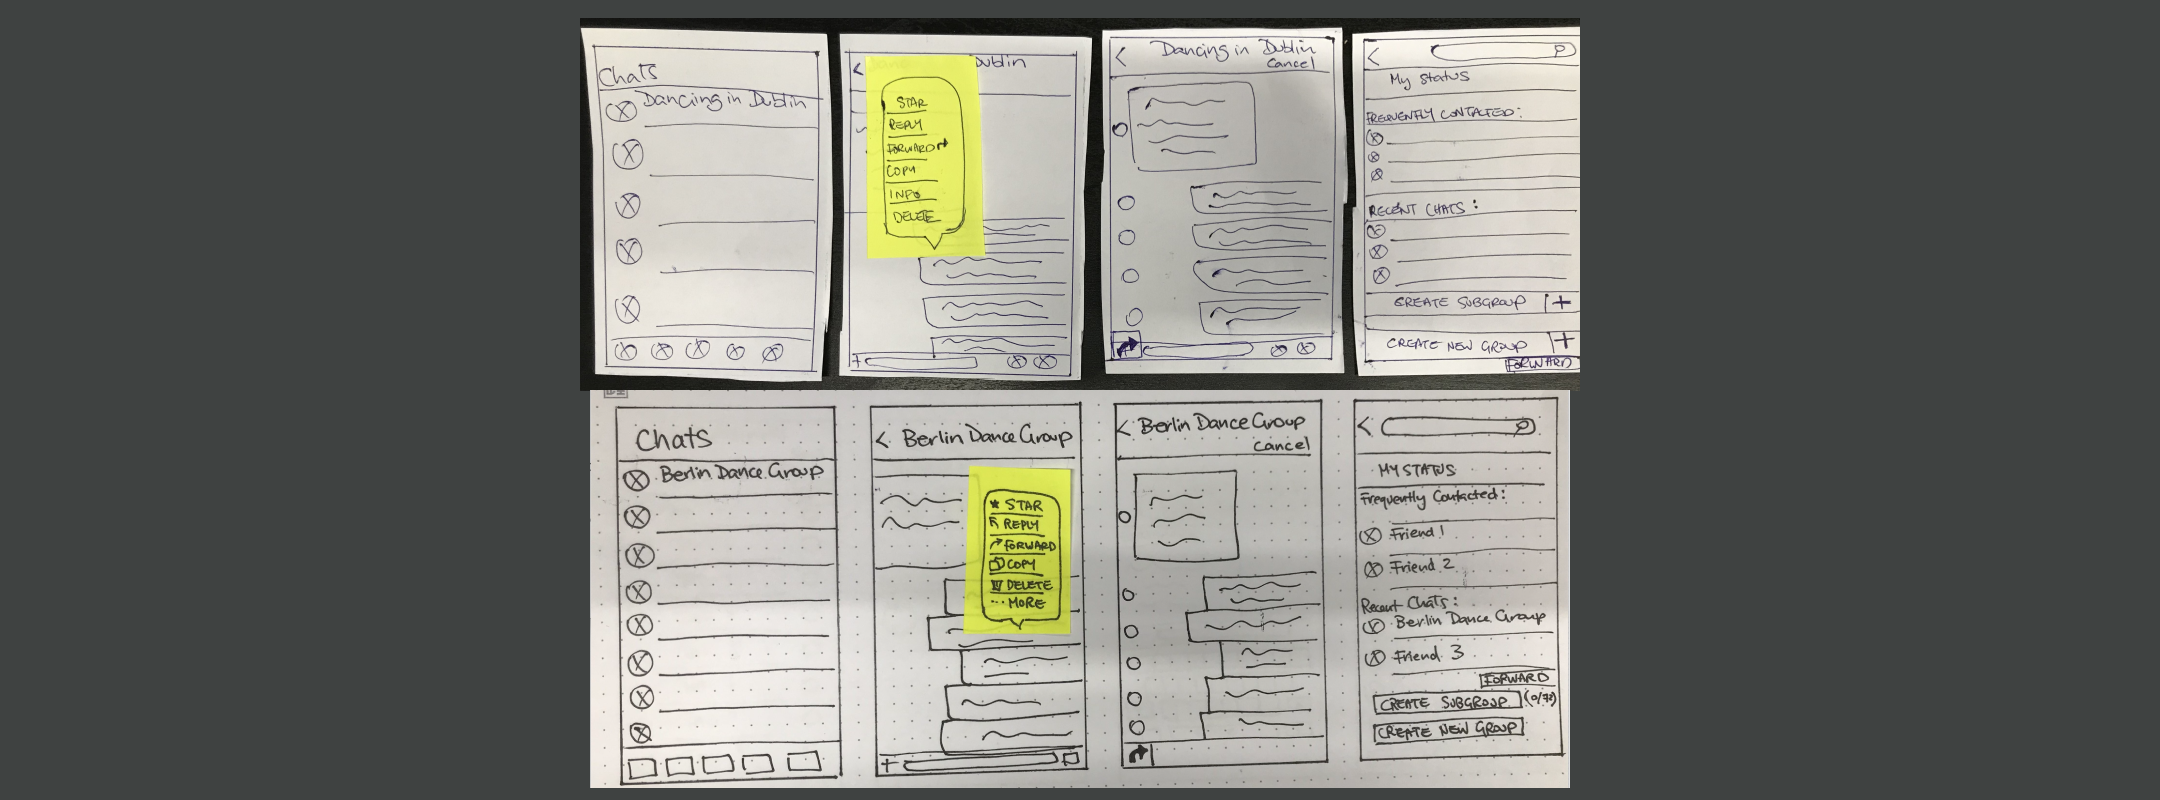 Chats
Dancing in Dublin
Dublin
STAR
REPLY
FORWARD
COPY
INFO
DELETE
Dancing in Dublin
Cancel
My Status
FREQUENTLY CONTACTED:
RECENT CHATS:
CREATE SUBGROUP +
CREATE NEW GROUP +
FORWARD
Chats
Berlin Dance Group
Berlin Dance Group
STAR
REPLY
FORWARD
COPY
DELETE
... MORE
+
Berlin Dance Group
Cancel
MY STATUS
Frequently Contacted:
Friend 1
Friend 2
Recent Chats:
Berlin Dance Group
Friend 3
FORWARD
CREATE SUBGROUP
CREATE NEW GROUP